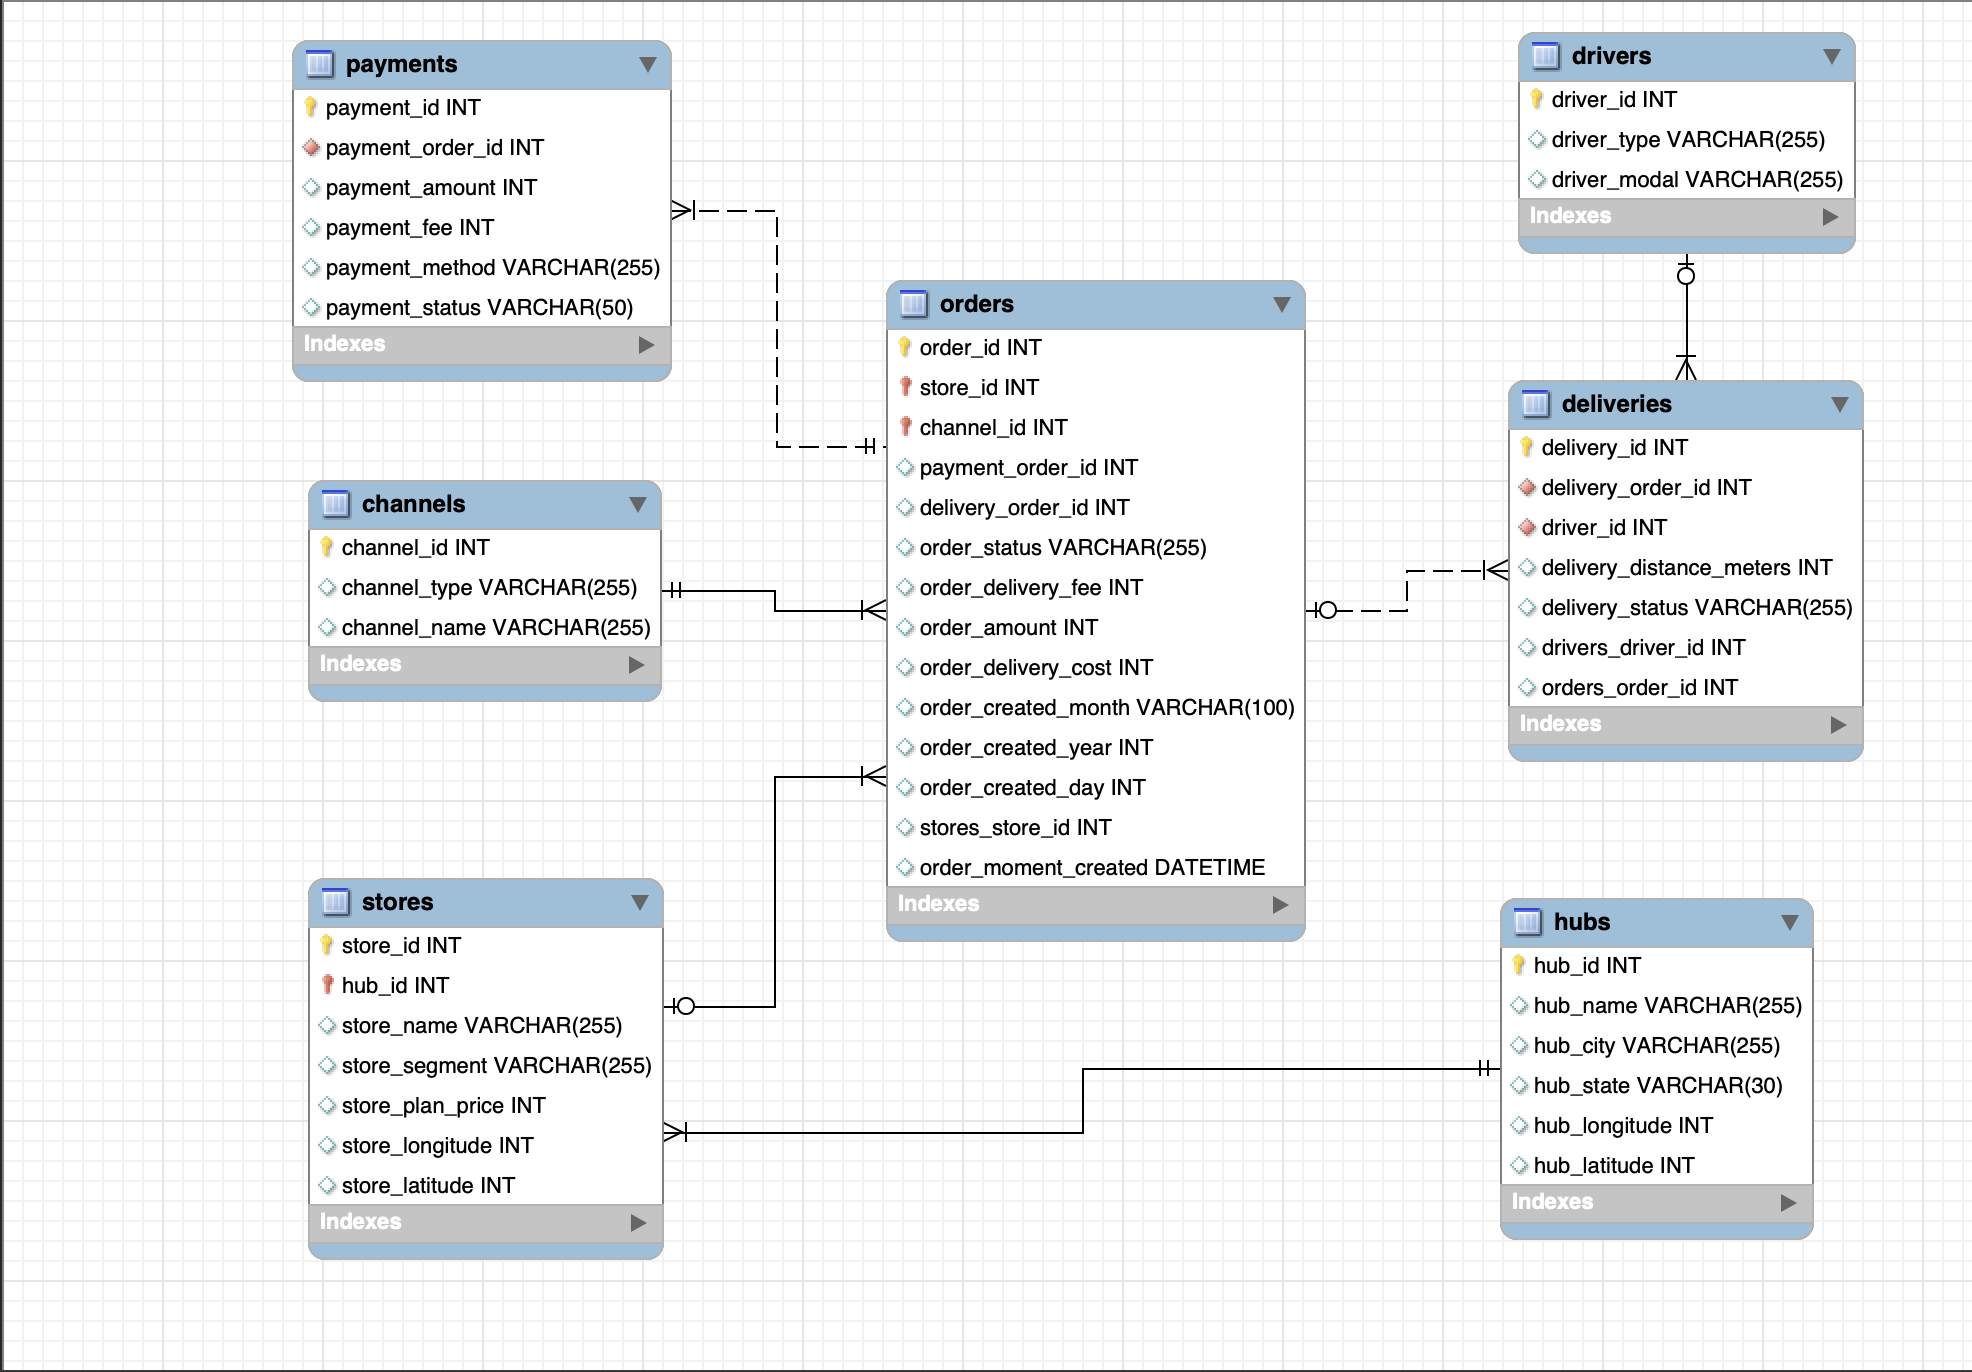 payments
payment_id INT
payment_order_id INT
payment_amount INT
payment_fee INT
payment_method VARCHAR(255)
payment_status VARCHAR(50)
Indexes
channels
channel_id INT
channel_type VARCHAR(255)
channel_name VARCHAR(255)
Indexes
stores
store_id INT
hub_id INT
store_name VARCHAR(255)
store_segment VARCHAR(255)
store_plan_price INT
store_longitude INT
store_latitude INT
Indexes
orders
order_id INT
store_id INT
channel_id INT
payment_order_id INT
delivery_order_id INT
order_status VARCHAR(255)
order_delivery_fee INT
order_amount INT
order_delivery_cost INT
order_created_month VARCHAR(100)
order_created_year INT
order_created_day INT
stores_store_id INT
order_moment_created DATETIME
Indexes
drivers
driver_id INT
driver_type VARCHAR(255)
driver_modal VARCHAR(255)
Indexes
deliveries
delivery_id INT
delivery_order_id INT
driver_id INT
delivery_distance_meters INT
delivery_status VARCHAR(255)
drivers_driver_id INT
orders_order_id INT
Indexes
hubs
hub_id INT
hub_name VARCHAR(255)
hub_city VARCHAR(255)
hub_state VARCHAR(30)
hub_longitude INT
hub_latitude INT
Indexes